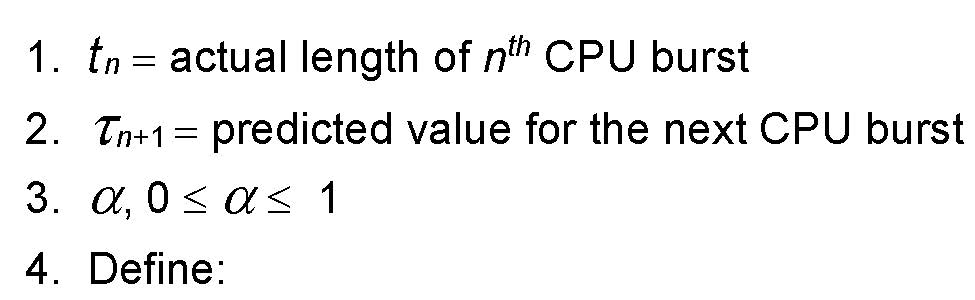 1. tn = actual length of nth CPU burst
2. τn+1 = predicted value for the next CPU burst
3. α, 0 ≤ α ≤ 1
4. Define: